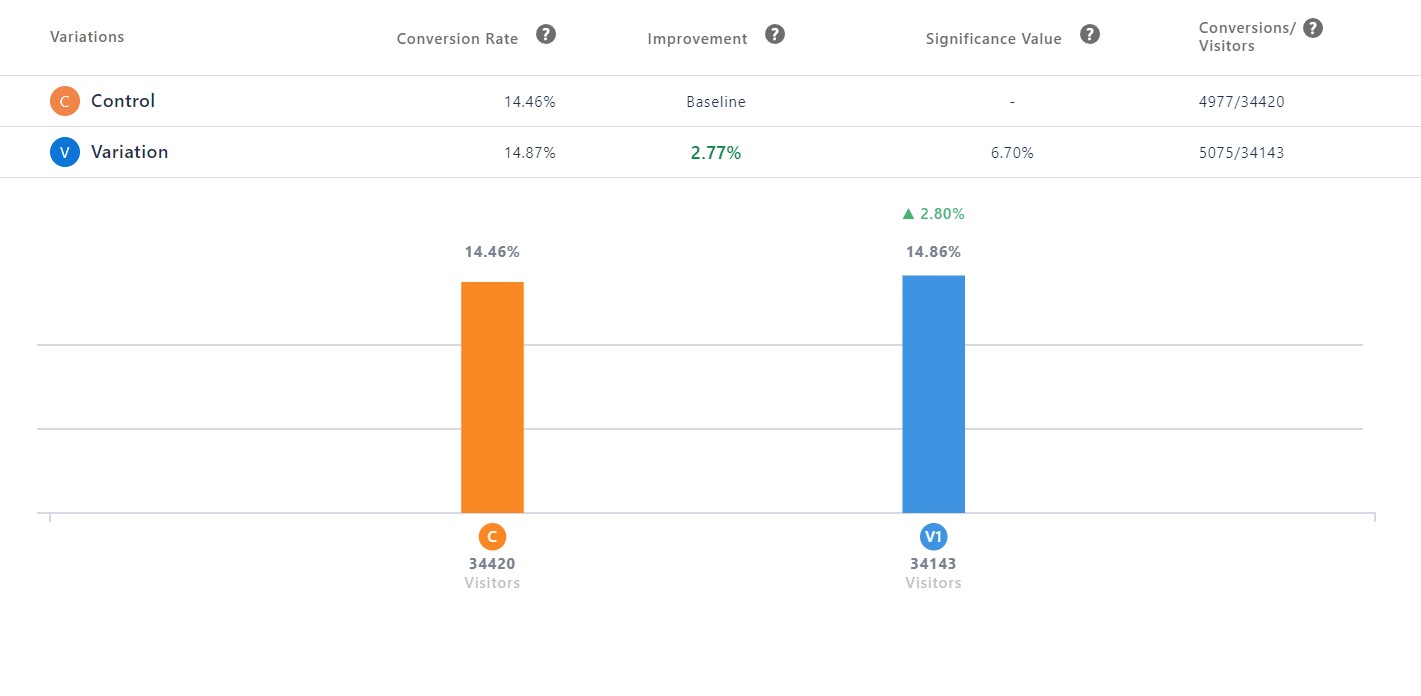 Variations Conversion Rate ? Improvement ? Significance Value ? Conversions/ ?
Visitors
C Control 14.46% Baseline - 4977/34420
V Variation 14.87% 2.77% 6.70% 5075/34143
▲ 2.80%
14.46% 14.86%
C V1
34420 34143
Visitors Visitors